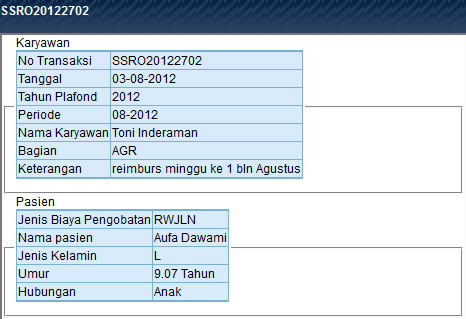 SSRO20122702
Karyawan
No Transaksi SSRO20122702
Tanggal 03-08-2012
Tahun Plafond 2012
Periode 08-2012
Nama Karyawan Toni Inderaman
Bagian AGR
Keterangan reimburs minggu ke 1 bln Agustus
Pasien
Jenis Biaya Pengobatan RWJLN
Nama pasien Aufa Dawami
Jenis Kelamin L
Umur 9.07 Tahun
Hubungan Anak